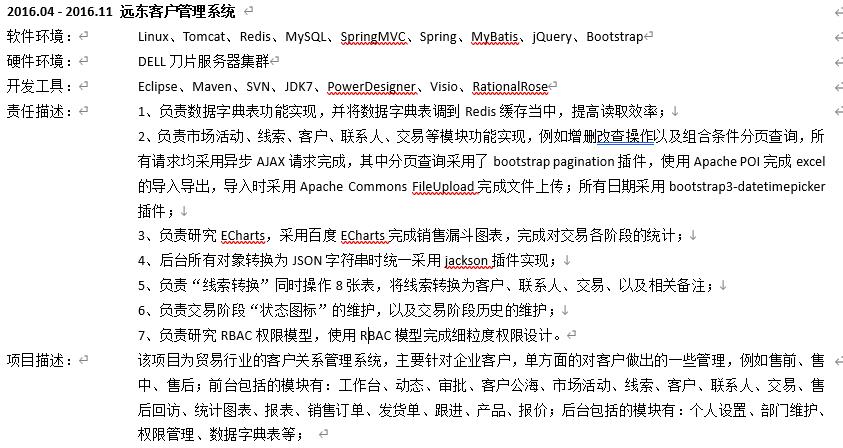 2016.04 - 2016.11 远东客户管理系统
软件环境： Linux、Tomcat、Redis、MySQL、SpringMVC、Spring、MyBatis、jQuery、Bootstrap
硬件环境： DELL 刀片服务器集群
开发工具： Eclipse、Maven、SVN、JDK7、PowerDesigner、Visio、RationalRose
责任描述： 1、负责数据字典表功能实现，并将数据字典表调到 Redis 缓存当中，提高读取效率；
2、负责市场活动、线索、客户、联系人、交易等模块功能实现，例如增删改查操作以及组合条件分页查询，所
有请求均采用异步 AJAX 请求完成，其中分页查询采用了 bootstrap pagination 插件，使用 Apache POI 完成 excel
的导入导出，导入时采用 Apache Commons FileUpload 完成文件上传；所有日期采用 bootstrap3-datetimepicker
插件；
3、负责研究 ECharts，采用百度 ECharts 完成销售漏斗图表，完成对交易各阶段的统计；
4、后台所有对象转换为 JSON 字符串时统一采用 jackson 插件实现；
5、负责“线索转换”同时操作 8 张表，将线索转换为客户、联系人、交易、以及相关备注；
6、负责交易阶段“状态图标”的维护，以及交易阶段历史的维护；
7、负责研究 RBAC 权限模型，使用 RBAC 模型完成细粒度权限设计。
项目描述： 该项目为贸易行业的客户关系管理系统，主要针对企业客户，单方面的对客户做出的一些管理，例如售前、售
中、售后；前台包括的模块有：工作台、动态、审批、客户公海、市场活动、线索、客户、联系人、交易、售
后回访、统计图表、报表、销售订单、发货单、跟进、产品、报价；后台包括的模块有：个人设置、部门维护、
权限管理、数据字典表等；